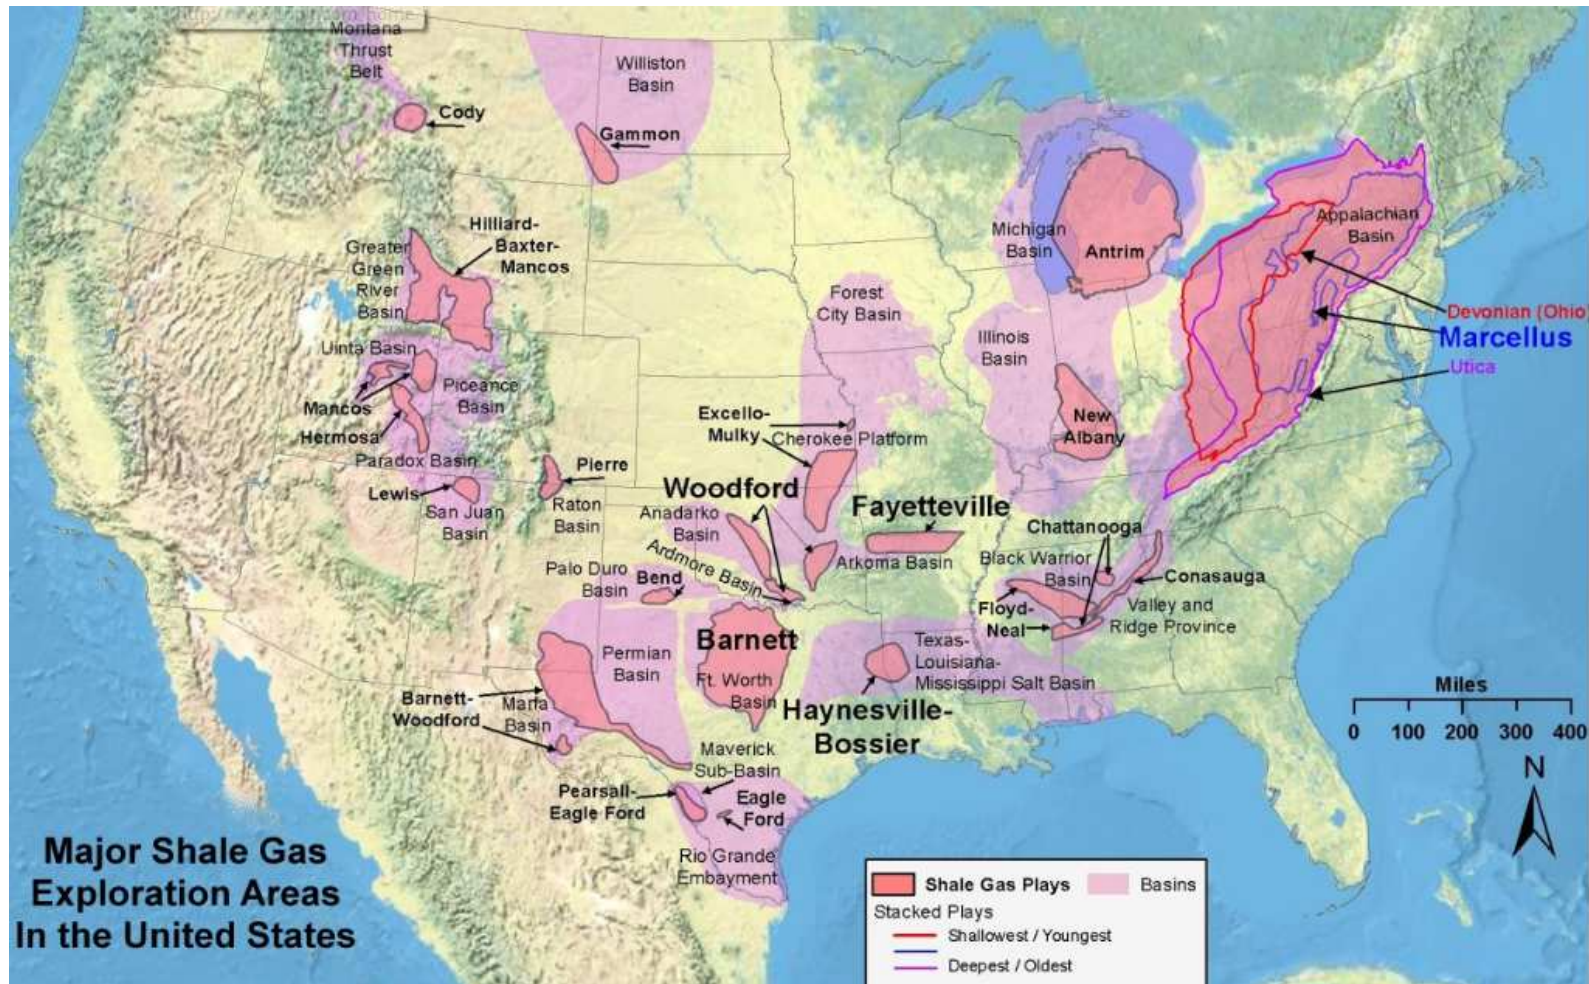 Montana
Thrust
Belt
Cody
Williston
Basin
Gammon
Hilliard-
Baxter-
Mancos
Greater
Green
River
Basin
Uinta Basin
Piceance
Basin
Mancos
Hermosa
Paradox Basin
Lewis
San Juan
Basin
Pierre
Raton
Basin
Forest
City Basin
Excello-
Mulky
Cherokee Platform
Woodford
Anadarko
Basin
Ardmore Basin
Palo Duro
Basin
Bend
Fayetteville
Arkoma Basin
Michigan
Basin
Antrim
Illinois
Basin
New
Albany
Appalachian
Basin
Devonian (Ohio)
Marcellus
Utica
Chattanooga
Black Warrior
Basin
Conasauga
Floyd-
Neal
Valley and
Ridge Province
Barnett
Ft. Worth
Basin
Permian
Basin
Barnett-
Woodford
Marfa
Basin
Texas-
Louisiana-
Mississippi Salt Basin
Haynesville-
Bossier
Maverick
Sub-Basin
Pearsall-
Eagle Ford
Eagle
Ford
Rio Grande
Embayment
Miles
0 100 200 300 400
N
Major Shale Gas
Exploration Areas
In the United States
Shale Gas Plays Basins
Stacked Plays
Shallowest / Youngest
Deepest / Oldest